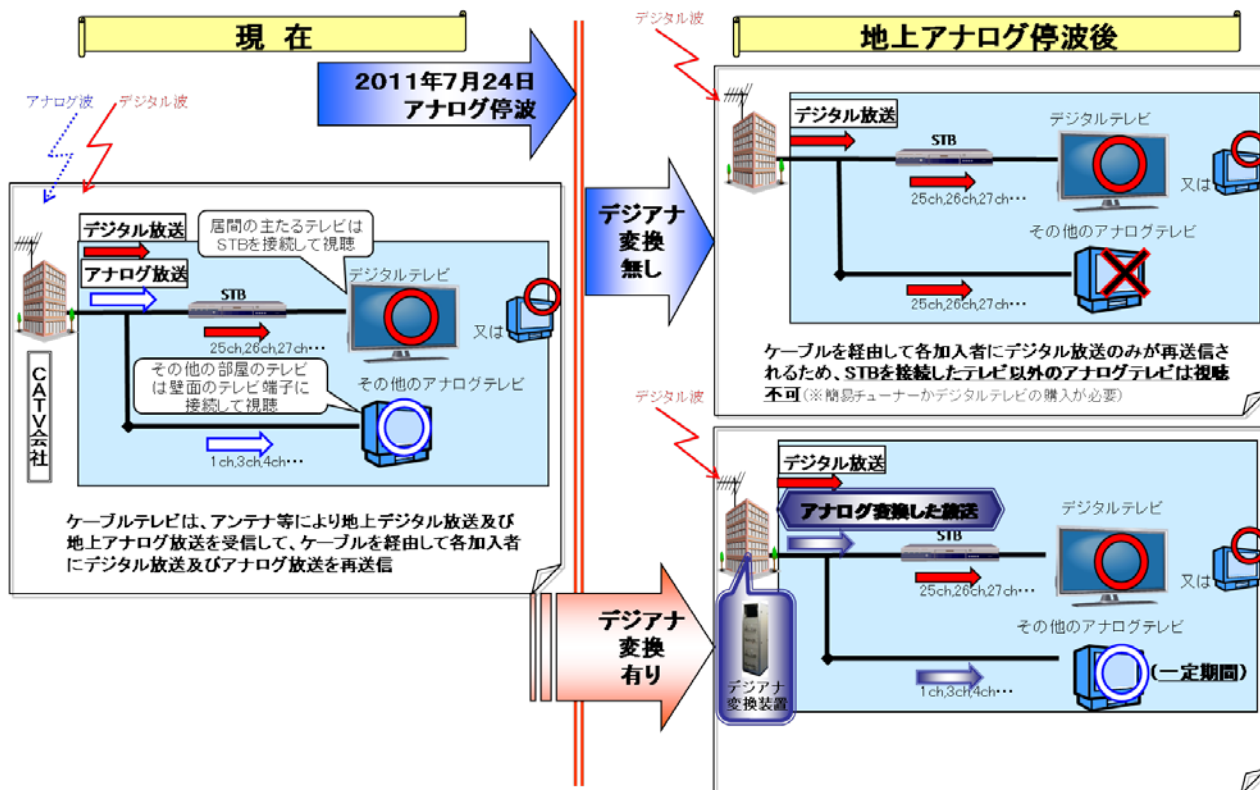 現 在
2011年7月24日
アナログ停波
アナログ波
デジタル波
デジタル放送
アナログ放送
居間の主たるテレビは
STBを接続して視聴
デジタルテレビ
STB
又は
25ch,26ch,27ch…
その他の部屋のテレビ
は壁面のテレビ端子に
接続して視聴
その他のアナログテレビ
1ch,3ch,4ch…
CATV会社
ケーブルテレビは、アンテナ等により地上デジタル放送及び
地上アナログ放送を受信して、ケーブルを経由して各加入者
にデジタル放送及びアナログ放送を再送信
デジアナ
変換
無し
デジアナ
変換
有り
地上アナログ停波後
デジタル波
デジタル放送
STB
デジタルテレビ
又は
25ch,26ch,27ch…
その他のアナログテレビ
25ch,26ch,27ch…
ケーブルを経由して各加入者にデジタル放送のみが再送信さ
れるため、STBを接続したテレビ以外のアナログテレビは視聴
不可(※簡易チューナーかデジタルテレビの購入が必要)
デジタル波
デジタル放送
アナログ変換した放送
STB
デジタルテレビ
又は
25ch,26ch,27ch…
その他のアナログテレビ
(一定期間)
1ch,3ch,4ch…
デジアナ
変換装置